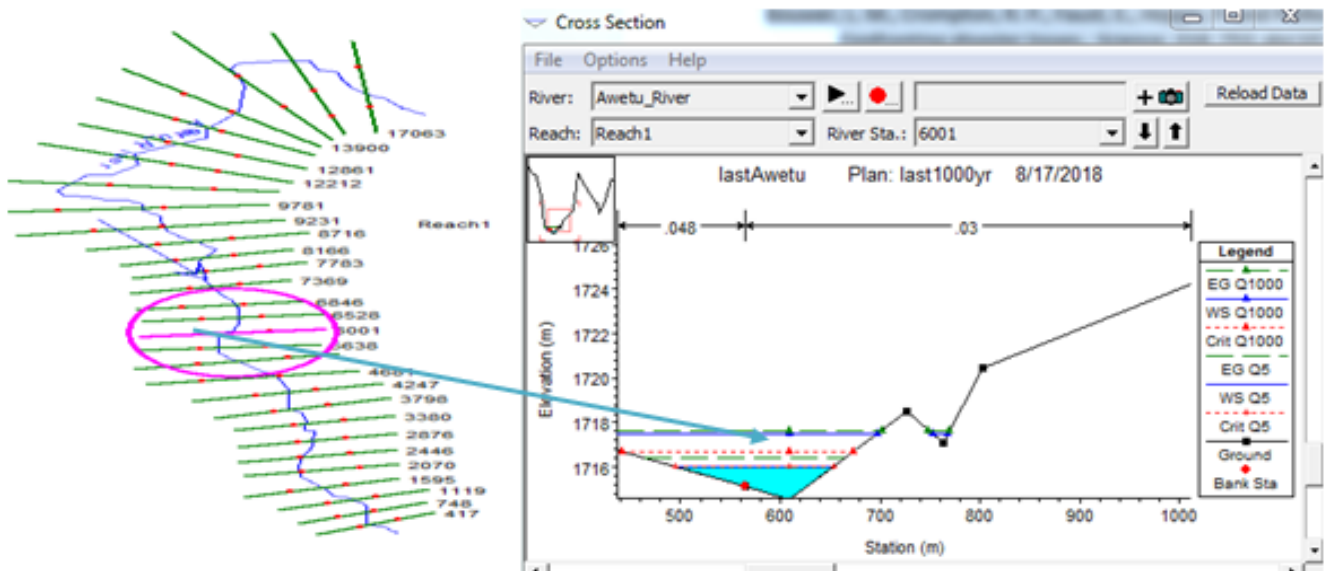 17063
13900
12861
12212
9781
9231
Reach1
8716
8166
7783
7369
6846
6528
6001
4247
3798
3380
2876
2446
2070
1595
1119
748
417
Cross Section
File Options Help
River: Awetu_River
Reload Data
Reach: Reach1 River Sta.: 6001
lastAwetu Plan: last1000yr 8/17/2018
.048 .03
1726
1724
1722
1720
1718
1716
Elevation (m)
500 600 700 800 900 1000
Station (m)
Legend
EG Q1000
WS Q1000
Crit Q1000
EG Q5
WS Q5
Crit Q5
Ground
Bank Sta